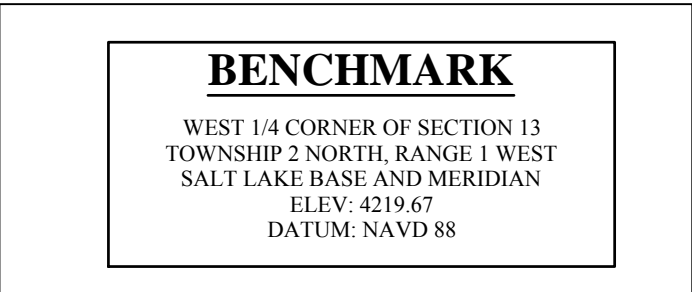 BENCHMARK
WEST 1/4 CORNER OF SECTION 13
TOWNSHIP 2 NORTH, RANGE 1 WEST
SALT LAKE BASE AND MERIDIAN
ELEV: 4219.67
DATUM: NAVD 88